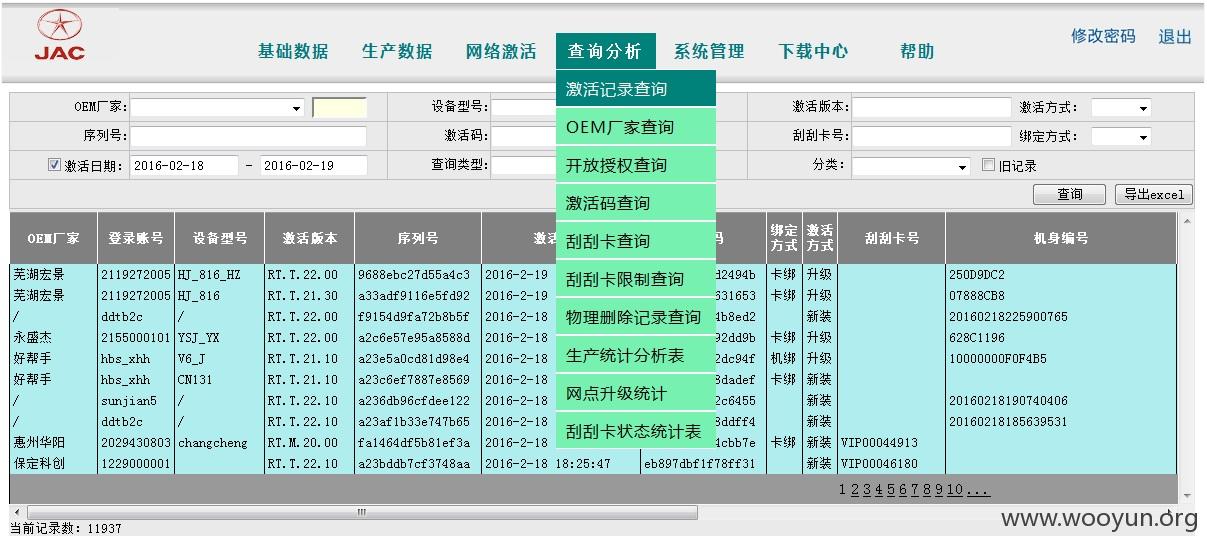 JAC
基础数据 生产数据 网络激活 查询分析 系统管理 下载中心 帮助 修改密码 退出
激活记录查询
OEM厂家查询
开放授权查询
激活码查询
刮刮卡查询
刮刮卡限制查询
物理删除记录查询
生产统计分析表
网点升级统计
刮刮卡状态统计表
OEM厂家: 设备型号: 激活版本: 激活方式:
序列号: 激活码: 刮刮卡号: 绑定方式:
激活日期: 2016-02-18 - 2016-02-19 查询类型: 分类: 旧记录
查询 导出excel
OEM厂家 登录账号 设备型号 激活版本 序列号 激活 码 绑定方式 激活方式 刮刮卡号 机身编号
芜湖宏景 2119272005 HJ_816_HZ RT.T.22.00 9688ebc27d55a4c3 2016-2-19 d2494b 卡绑 升级 250D9DC2
芜湖宏景 2119272005 HJ_816 RT.T.21.30 a33adf9116e5fd92 2016-2-19 631653 卡绑 升级 07888CB8
/ ddtb2c / RT.T.22.00 f9154d9fa72b8b5f 2016-2-18 4b8ed2 新装 20160218225900765
永盛杰 2155000101 YSJ_YX RT.T.22.00 a2c6e57e95a8588d 2016-2-18 92dd9b 卡绑 升级 628C1196
好帮手 hbs_xhh V6_J RT.T.21.10 a23e5a0cd81d98e4 2016-2-18 2dc94f 机绑 升级 10000000F0F4B5
好帮手 hbs_xhh CN131 RT.T.21.10 a23c6ef7887e8569 2016-2-18 8dadef 卡绑 新装
/ sunjian5 / RT.T.22.10 a236db96cfdee122 2016-2-18 2c6455 新装 20160218190740406
/ ddtb2c / RT.T.22.10 a23af1b33e747b65 2016-2-18 8ddff4 新装 20160218185639531
惠州华阳 2029430803 changcheng RT.M.20.00 fa1464df5b81ef3a 2016-2-18 4cbb7e 卡绑 新装 VIP00044913
保定科创 1229000001 RT.T.22.10 a23bddb7cf3748aa 2016-2-18 18:25:47 eb897dbf1f78ff31 新装 VIP00046180
1 2 3 4 5 6 7 8 9 10 ...
当前记录数: 11937
www.wooyun.org